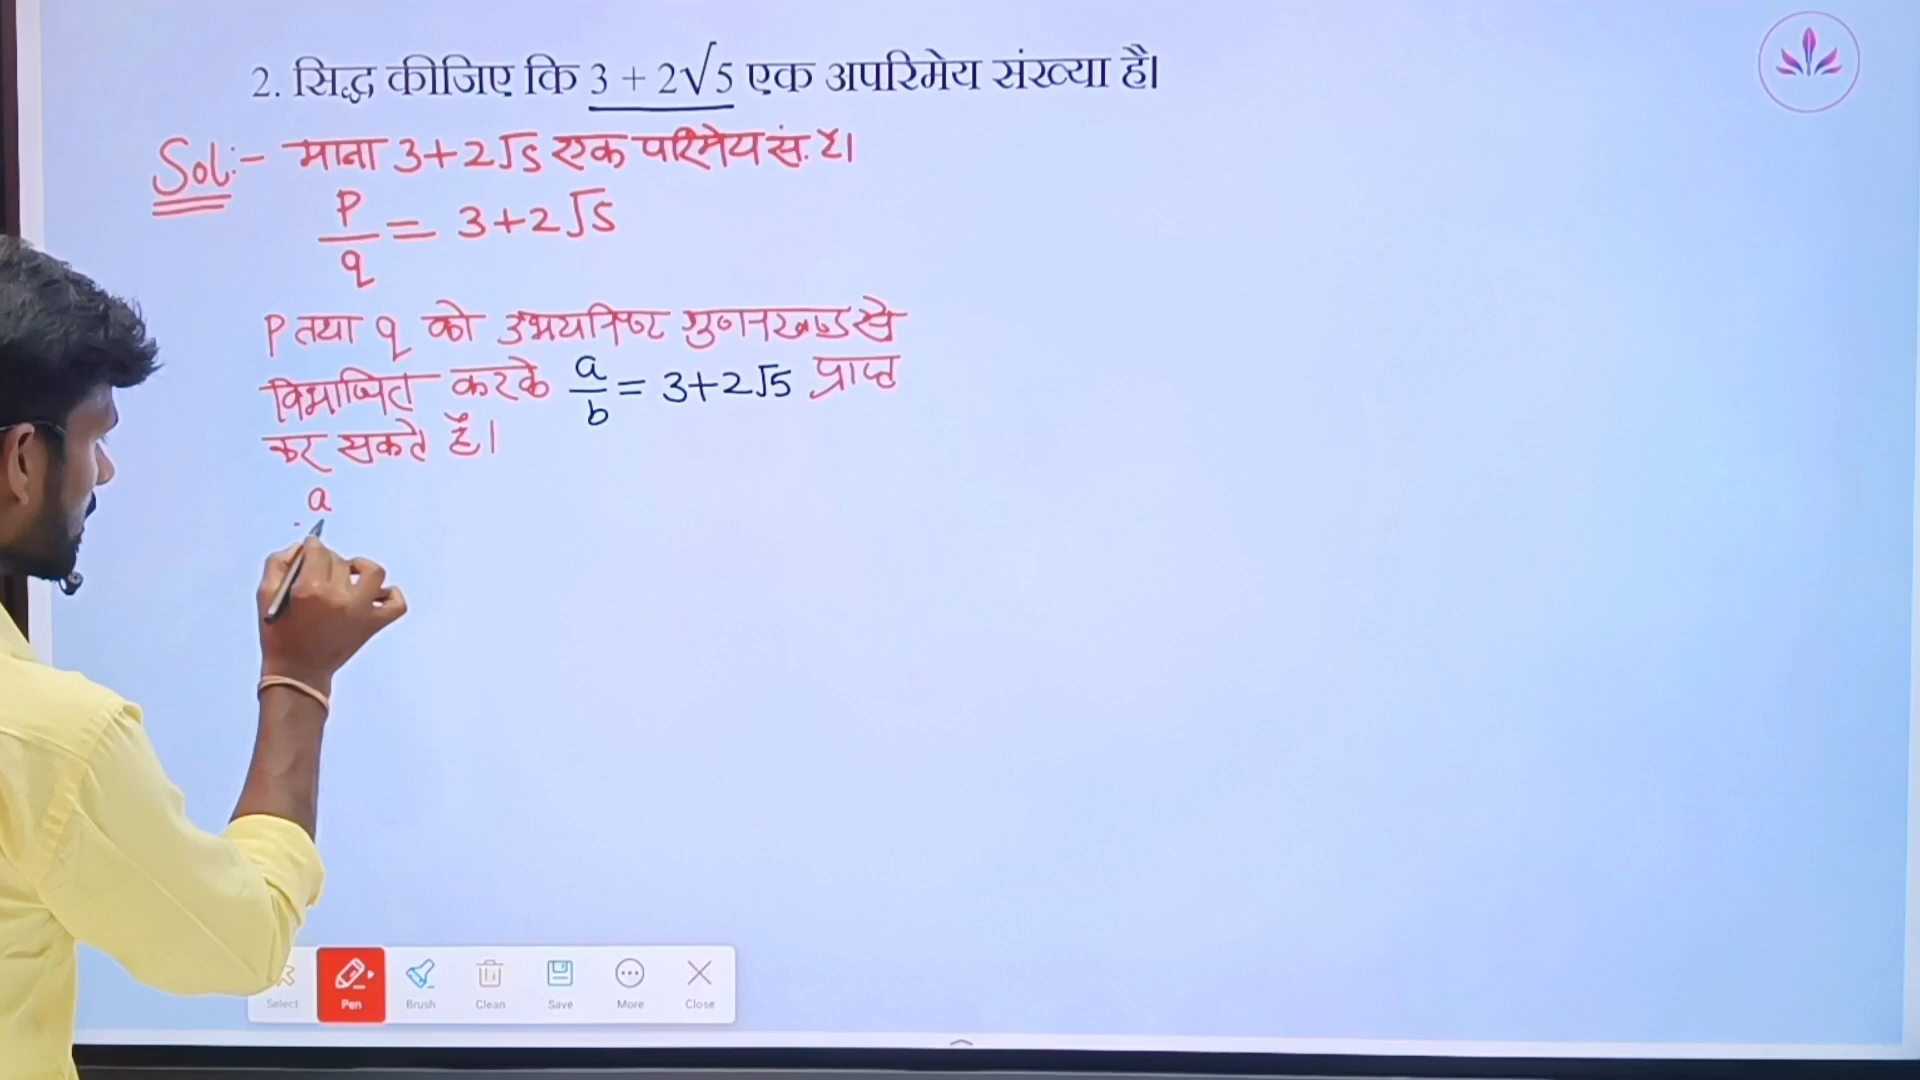 2. सिद्ध कीजिए कि 3 + 2√5 एक अपरिमेय संख्या है।
Sol:- माना 3+2√5 एक परिमेय सं. है।
p/q = 3+2√5
P तथा q को उभयनिष्ट गुणनखण्ड से
विभाजित करके a/b = 3+2√5 प्राप्त
कर सकते हैं।
a
Select Pen Brush Clean Save More Close